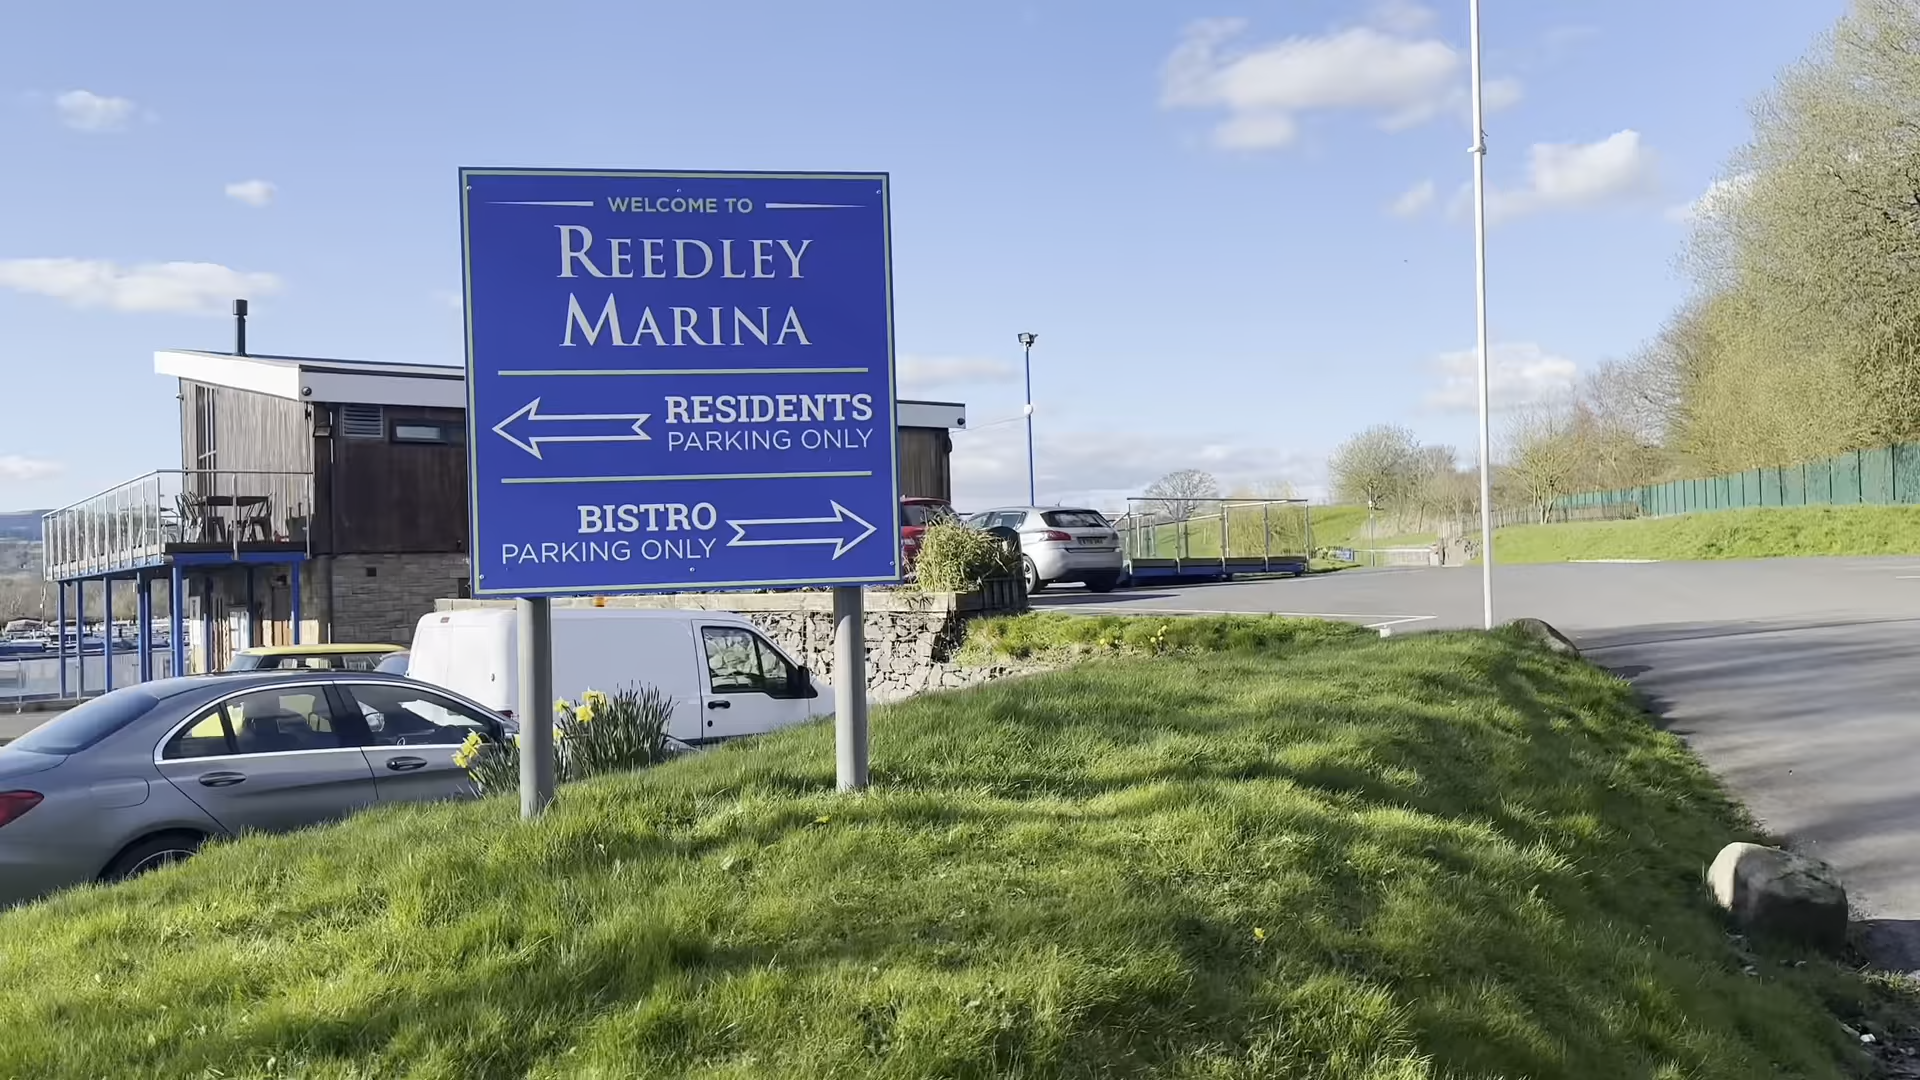 WELCOME TO
REEDLEY
MARINA
RESIDENTS
PARKING ONLY
BISTRO
PARKING ONLY